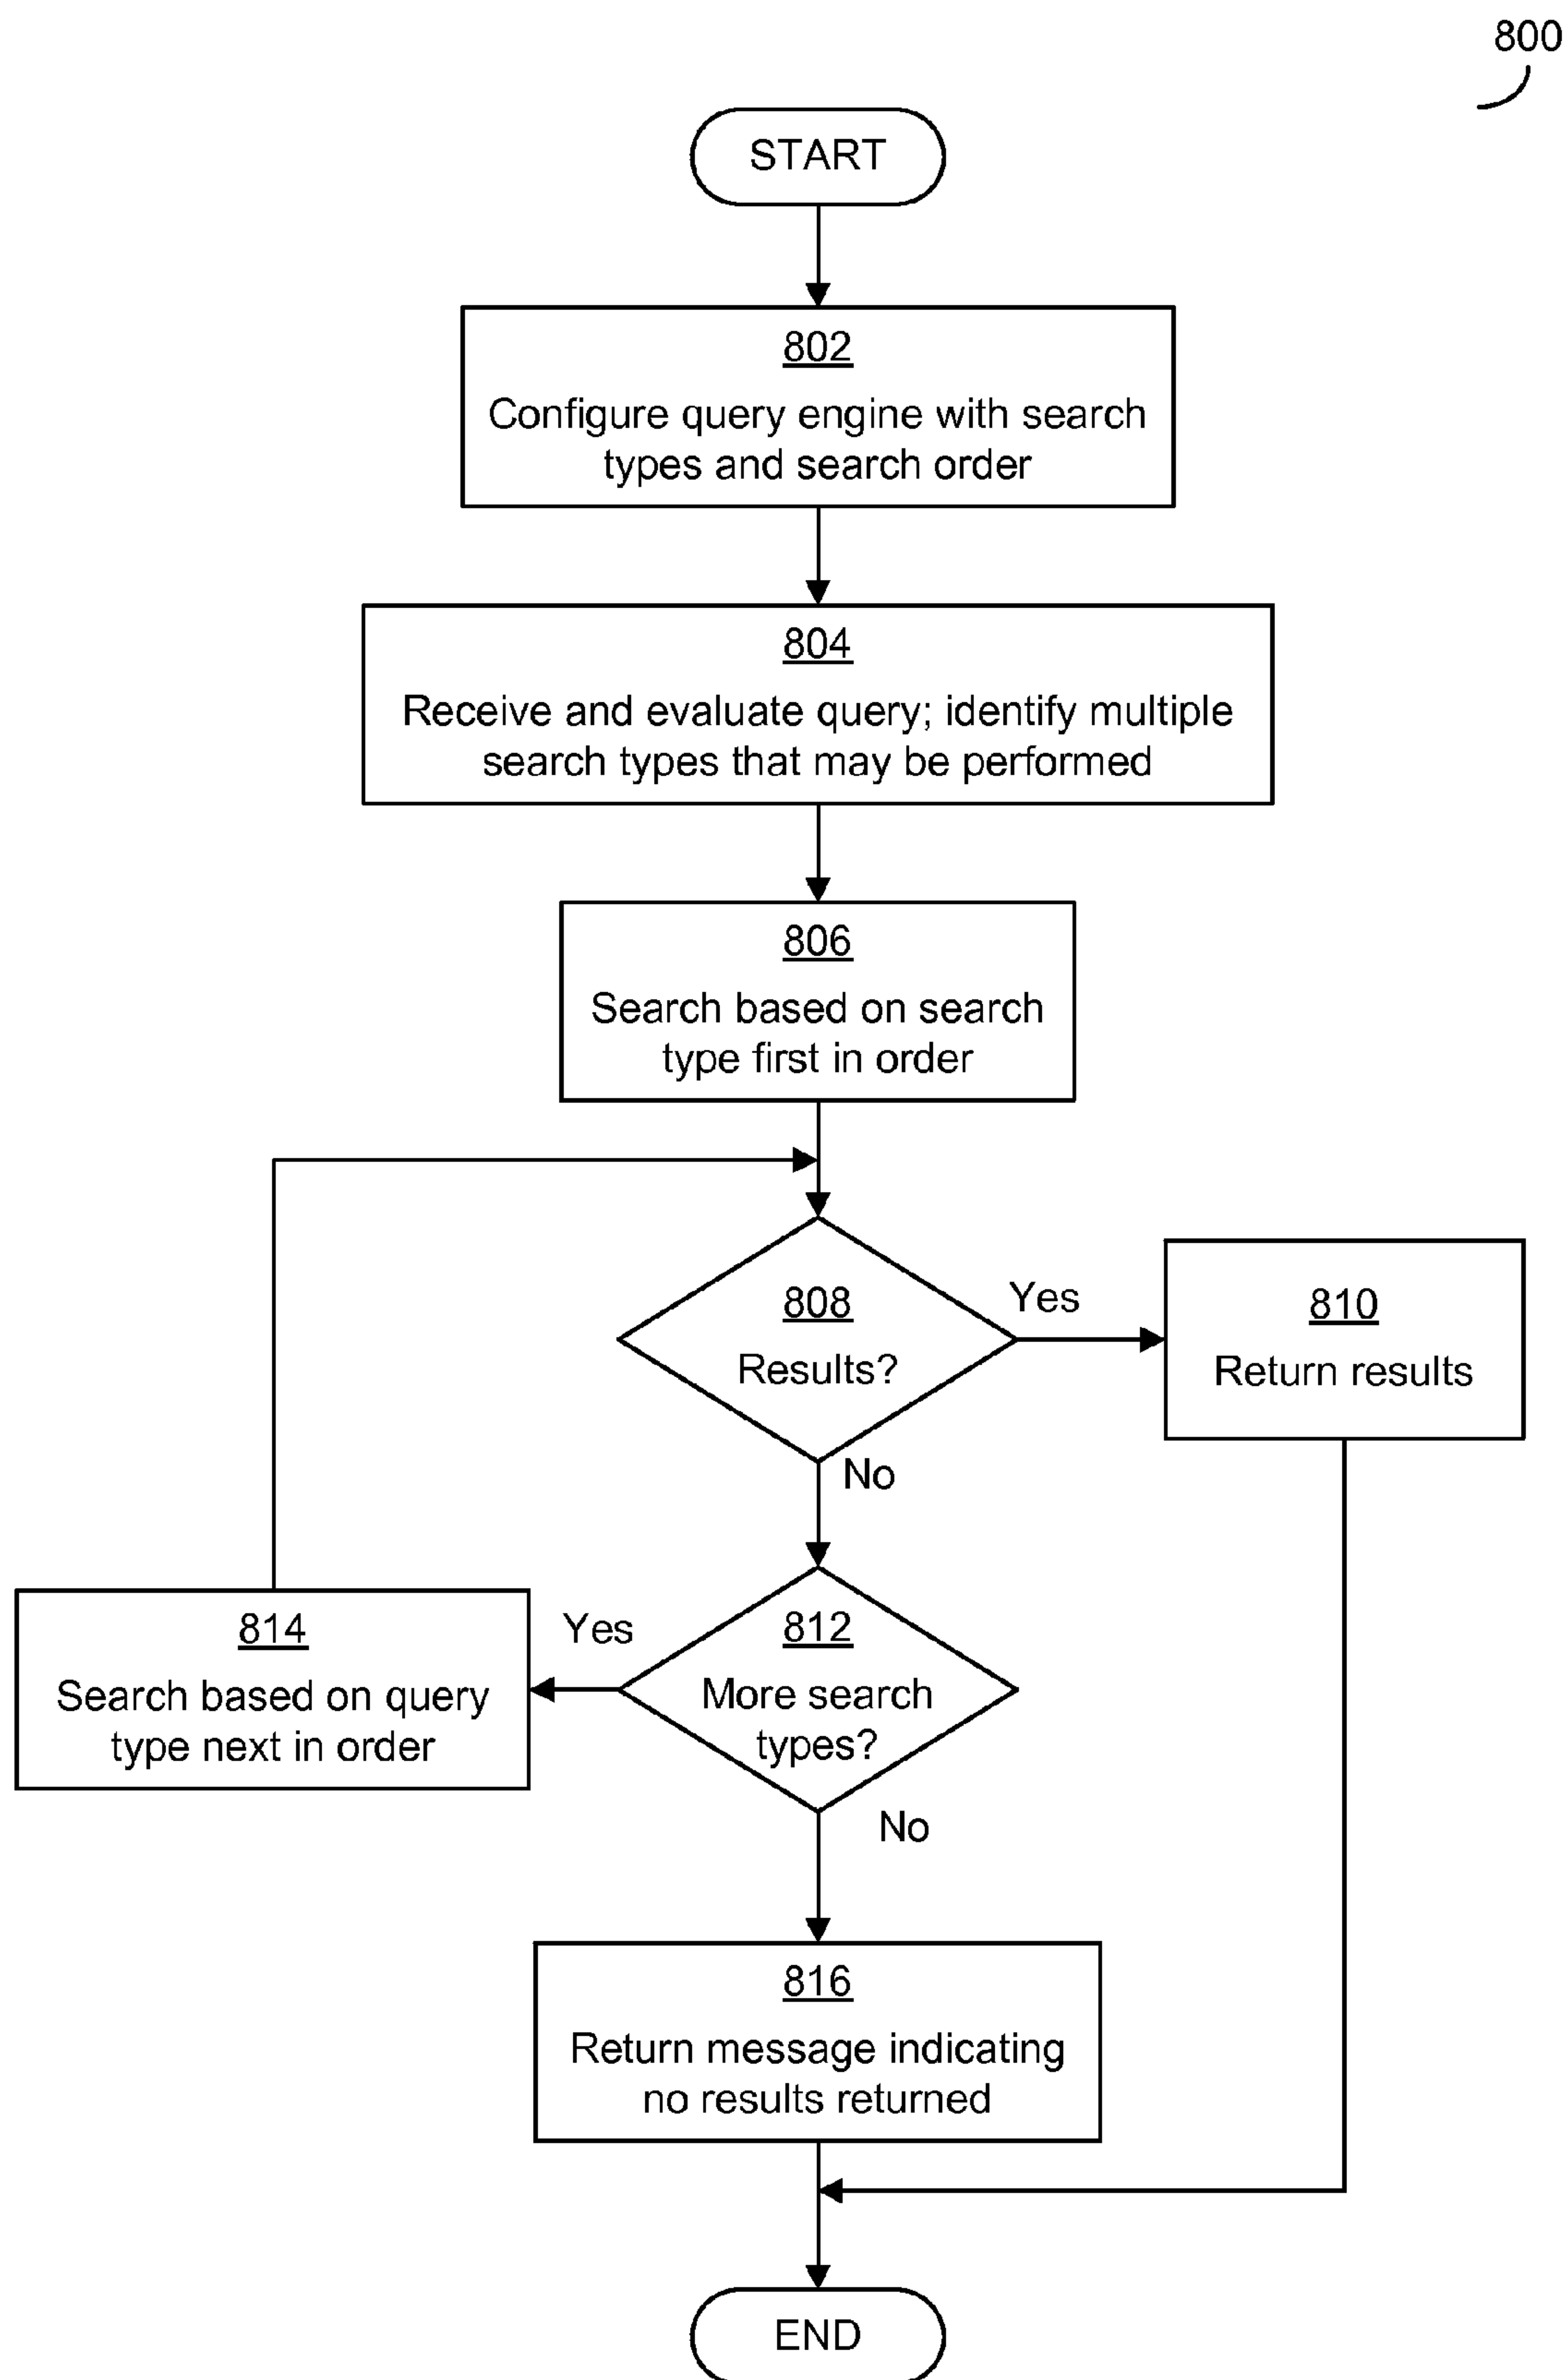 800
START
802
Configure query engine with search
types and search order
804
Receive and evaluate query; identify multiple
search types that may be performed
806
Search based on search
type first in order
808
Results?
Yes
810
Return results
No
812
More search
types?
Yes
814
Search based on query
type next in order
No
816
Return message indicating
no results returned
END